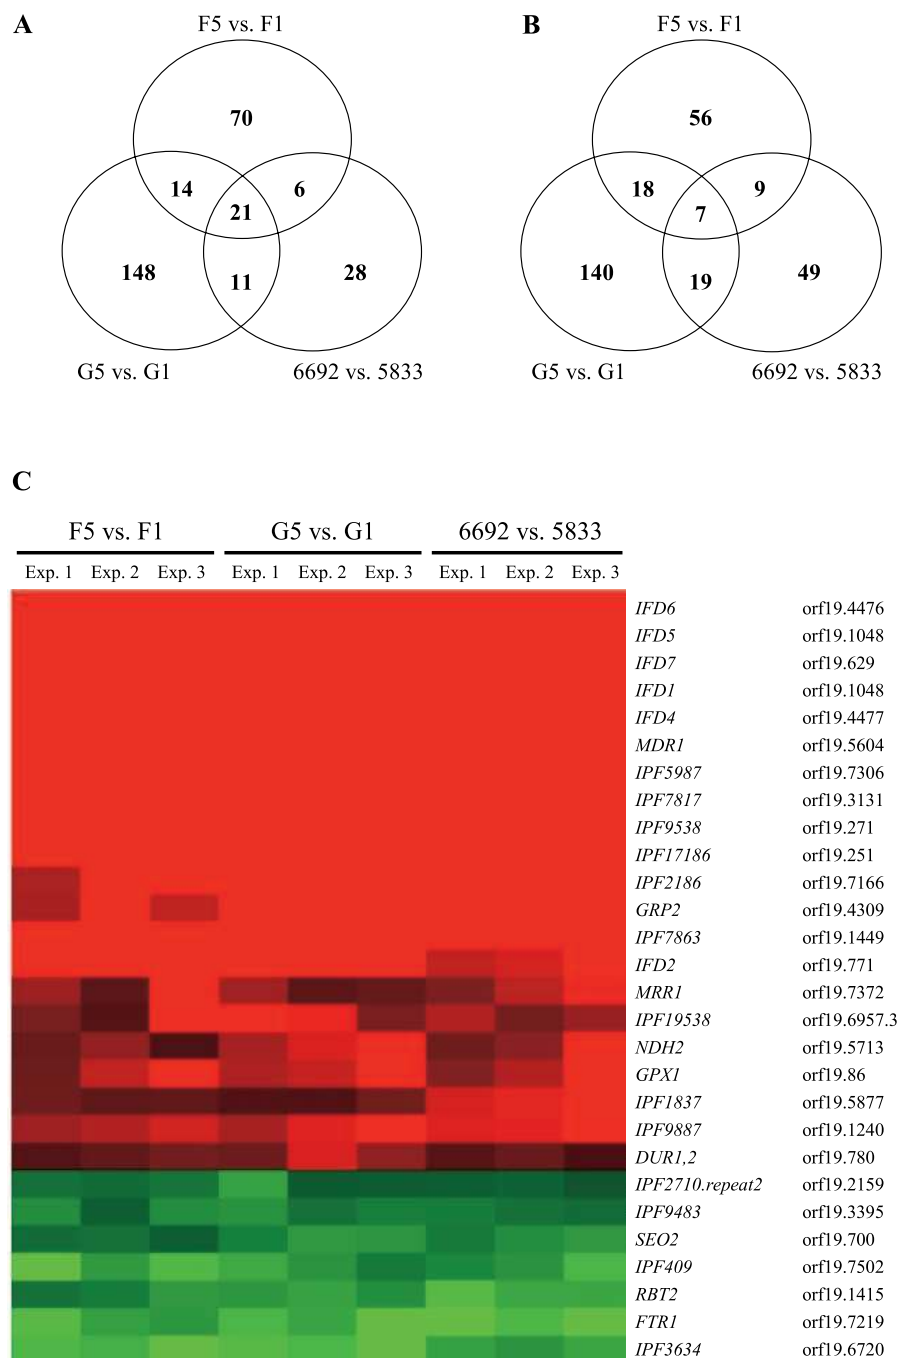 A
F5 vs. F1
70
14
6
21
148
11
28
G5 vs. G1
6692 vs. 5833
B
F5 vs. F1
56
18
9
7
140
19
49
G5 vs. G1
6692 vs. 5833
C
F5 vs. F1 G5 vs. G1 6692 vs. 5833
Exp. 1 Exp. 2 Exp. 3 Exp. 1 Exp. 2 Exp. 3 Exp. 1 Exp. 2 Exp. 3
IFD6 orf19.4476
IFD5 orf19.1048
IFD7 orf19.629
IFD1 orf19.1048
IFD4 orf19.4477
MDR1 orf19.5604
IPF5987 orf19.7306
IPF7817 orf19.3131
IPF9538 orf19.271
IPF17186 orf19.251
IPF2186 orf19.7166
GRP2 orf19.4309
IPF7863 orf19.1449
IFD2 orf19.771
MRR1 orf19.7372
IPF19538 orf19.6957.3
NDH2 orf19.5713
GPX1 orf19.86
IPF1837 orf19.5877
IPF9887 orf19.1240
DUR1,2 orf19.780
IPF2710.repeat2 orf19.2159
IPF9483 orf19.3395
SEO2 orf19.700
IPF409 orf19.7502
RBT2 orf19.1415
FTR1 orf19.7219
IPF3634 orf19.6720